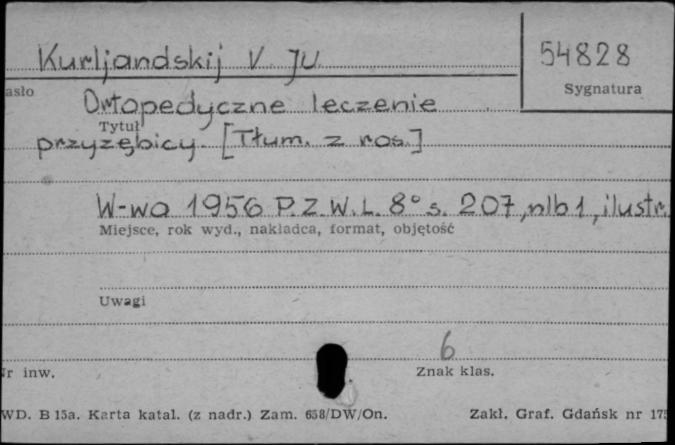 Kurljandskij V JU
54828
asło
Sygnatura
Ortopedyczne leczenie
Tytuł
przyzębicy. [Tłum. z ros.]
W-wa 1956 P.Z.W.L. 8° s. 207, nlb 1, ilustr.
Miejsce, rok wyd., nakładca, format, objętość
Uwagi
6
Nr inw.
Znak klas.
WD. B 15a. Karta katal. (z nadr.) Zam. 658/DW/On.
Zakł. Graf. Gdańsk nr 175